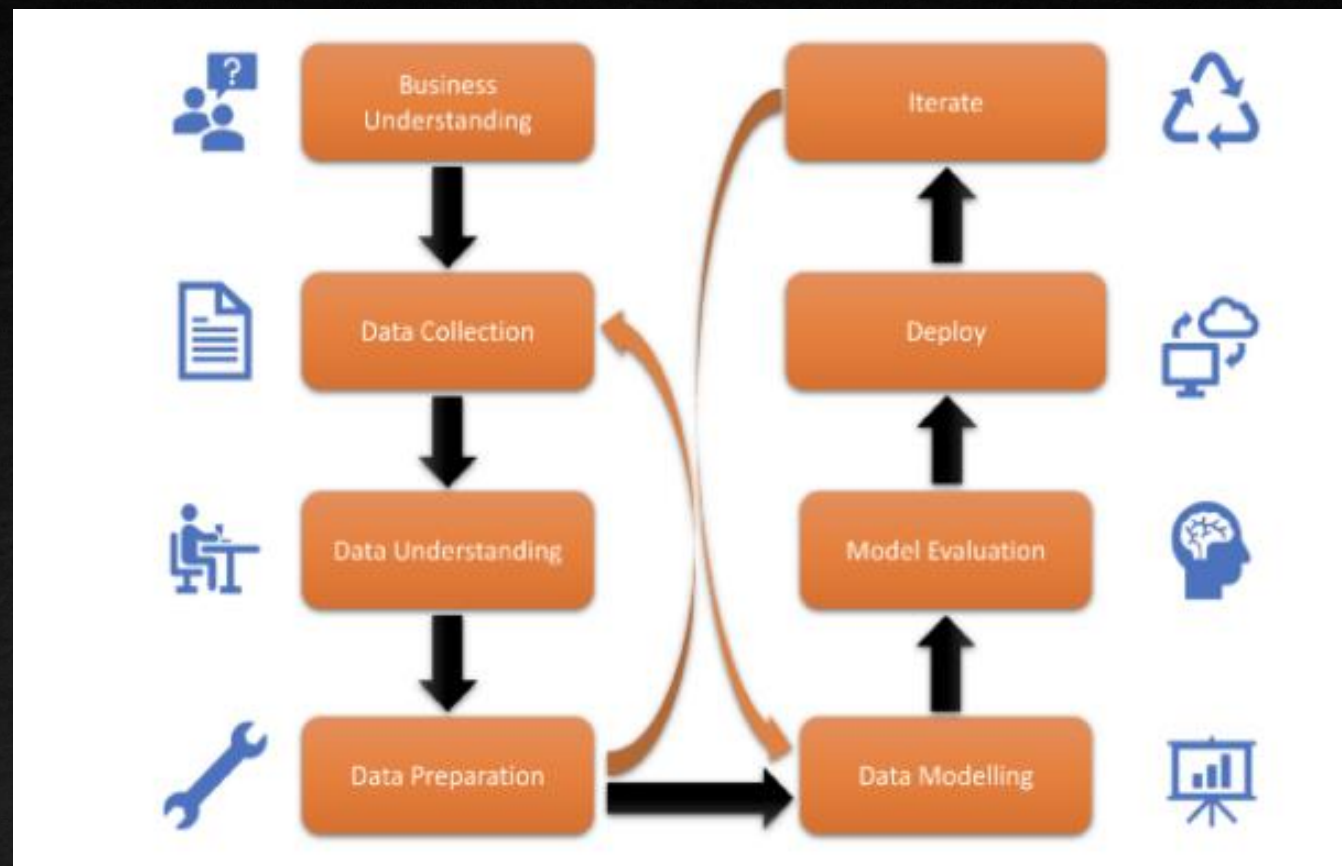 ?
Business
Understanding
Data Collection
Data Understanding
Data Preparation
Iterate
Deploy
Model Evaluation
Data Modelling